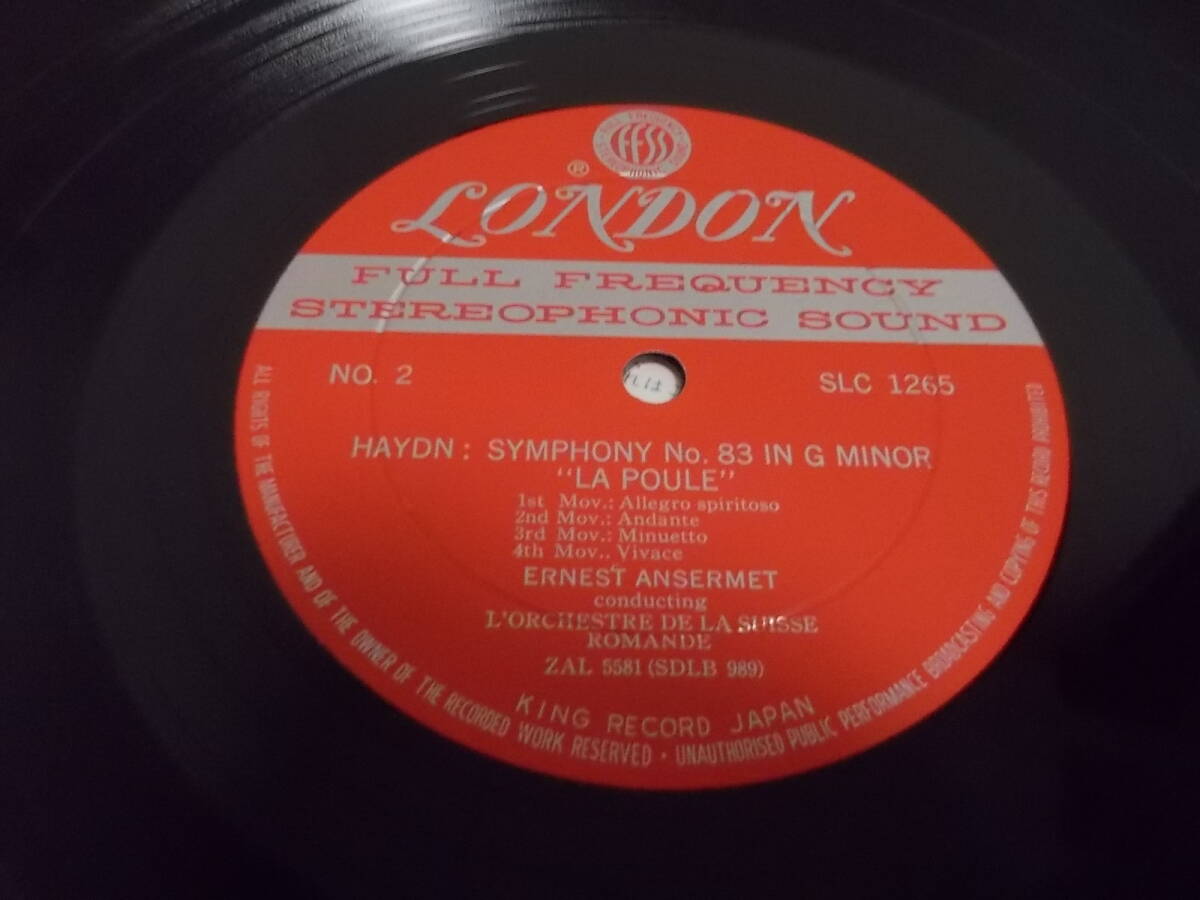 FULL FREQUENCY
FFSS
®
LONDON
FULL FREQUENCY
STEREOPHONIC SOUND
NO. 2
SLC 1265
HAYDN : SYMPHONY No. 83 IN G MINOR
"LA POULE"
1st Mov.: Allegro spiritoso
2nd Mov.: Andante
3rd Mov.: Minuetto
4th Mov.. Vivace
ERNEST ANSERMET
conducting
L'ORCHESTRE DE LA SUISSE
ROMANDE
ZAL 5581 (SDLB 989)
KING RECORD JAPAN
ALL RIGHTS OF THE MANUFACTURER AND OF THE OWNER OF THE RECORDED WORK RESERVED · UNAUTHORISED PUBLIC PERFORMANCE BROADCASTING AND COPYING OF THIS RECORD PROHIBITED